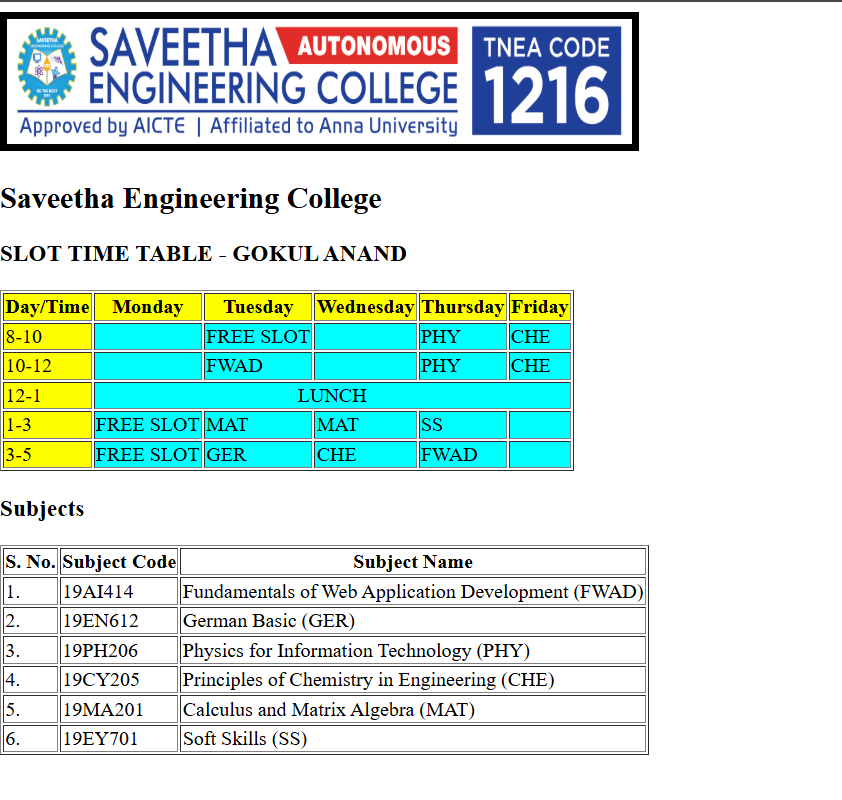 SAVEETHA AUTONOMOUS
ENGINEERING COLLEGE
Approved by AICTE | Affiliated to Anna University
TNEA CODE
1216
Saveetha Engineering College
SLOT TIME TABLE - GOKUL ANAND
Day/Time Monday Tuesday Wednesday Thursday Friday
8-10 FREE SLOT PHY CHE
10-12 FWAD PHY CHE
12-1 LUNCH
1-3 FREE SLOT MAT MAT SS
3-5 FREE SLOT GER CHE FWAD
Subjects
S. No. Subject Code Subject Name
1. 19AI414 Fundamentals of Web Application Development (FWAD)
2. 19EN612 German Basic (GER)
3. 19PH206 Physics for Information Technology (PHY)
4. 19CY205 Principles of Chemistry in Engineering (CHE)
5. 19MA201 Calculus and Matrix Algebra (MAT)
6. 19EY701 Soft Skills (SS)